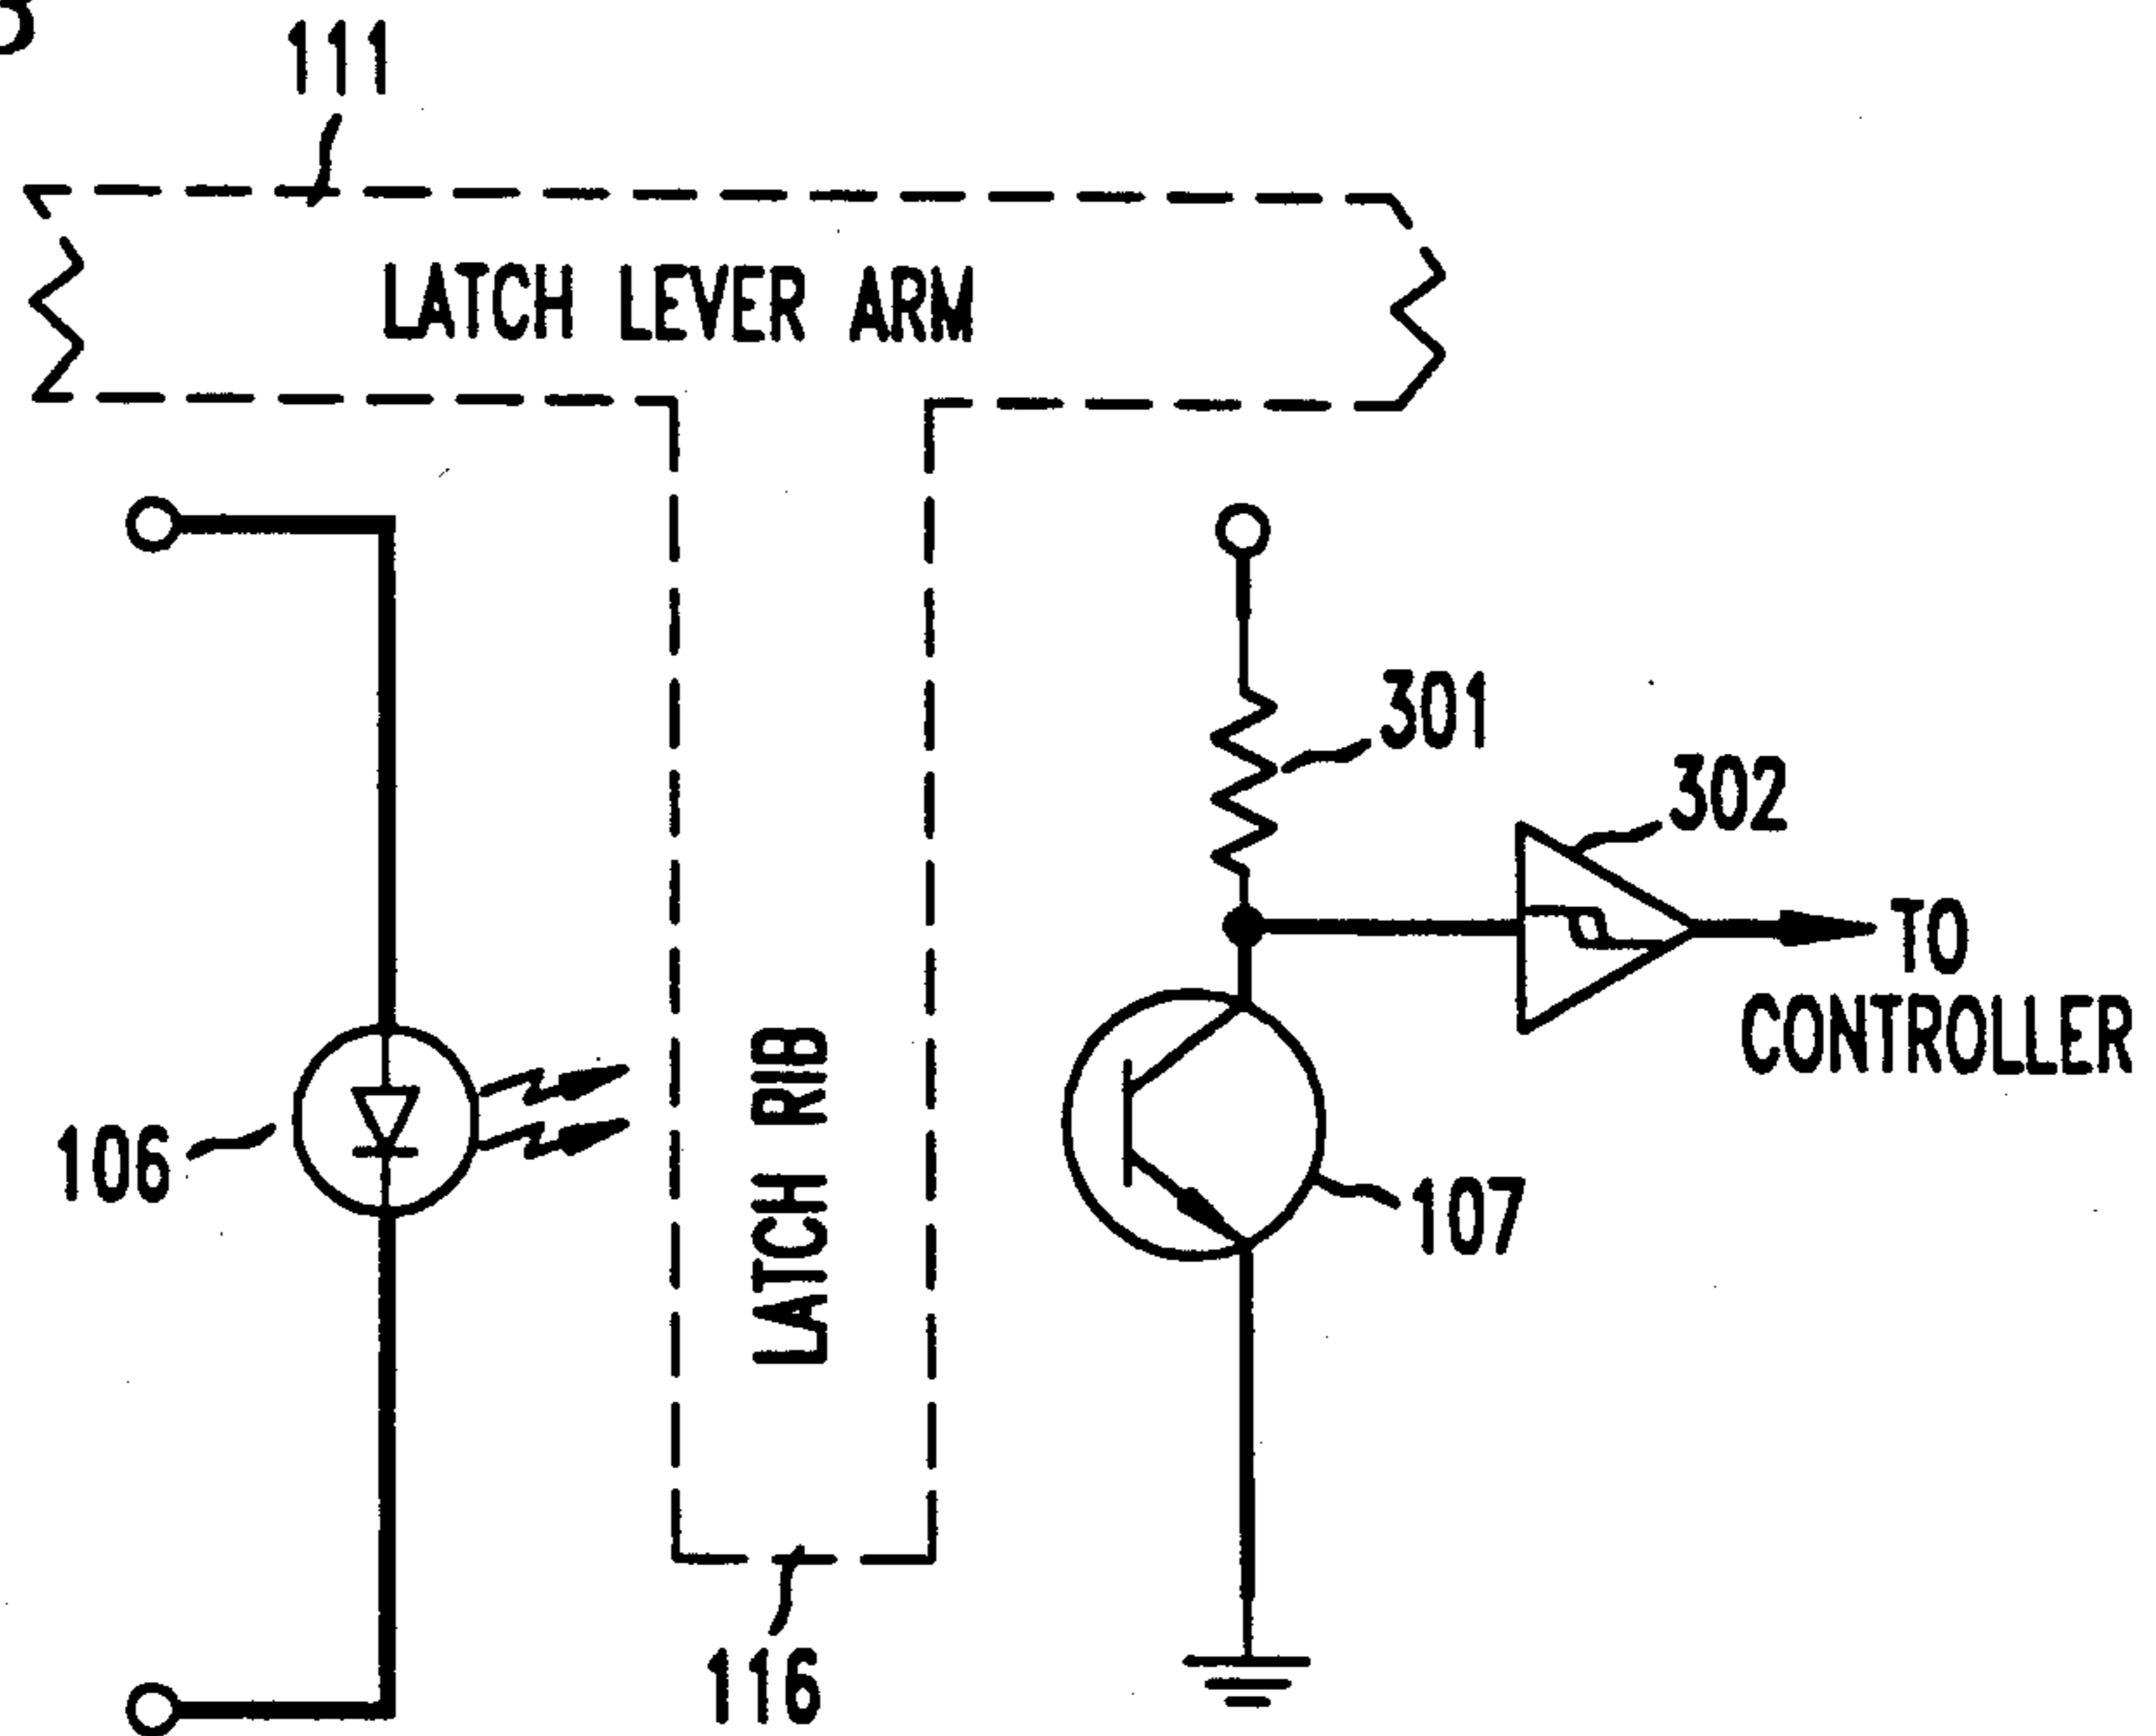 111
LATCH LEVER ARM
301
302
TO
CONTROLLER
106
LATCH RIB
107
116